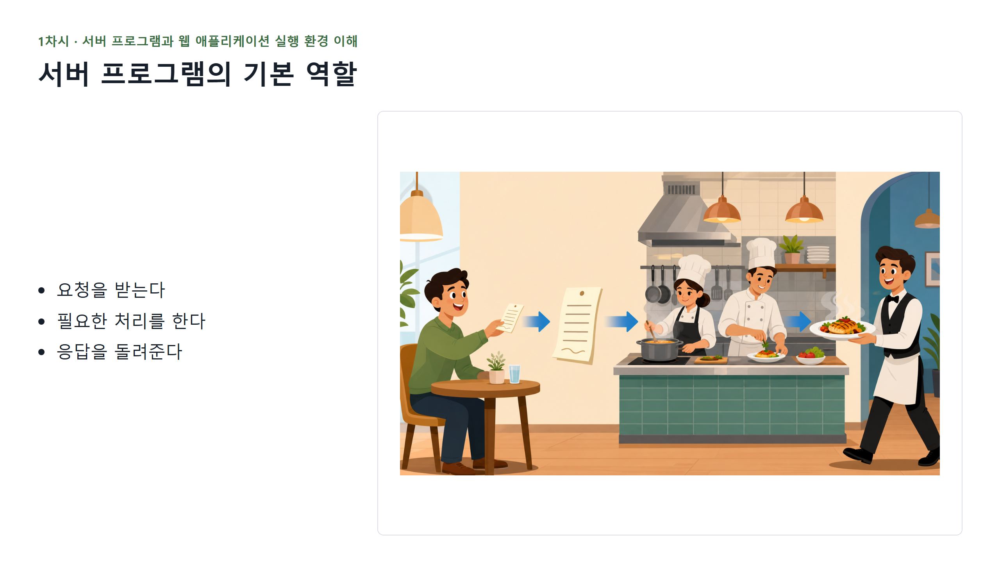 1차시 · 서버 프로그램과 웹 애플리케이션 실행 환경 이해
서버 프로그램의 기본 역할
• 요청을 받는다
• 필요한 처리를 한다
• 응답을 돌려준다